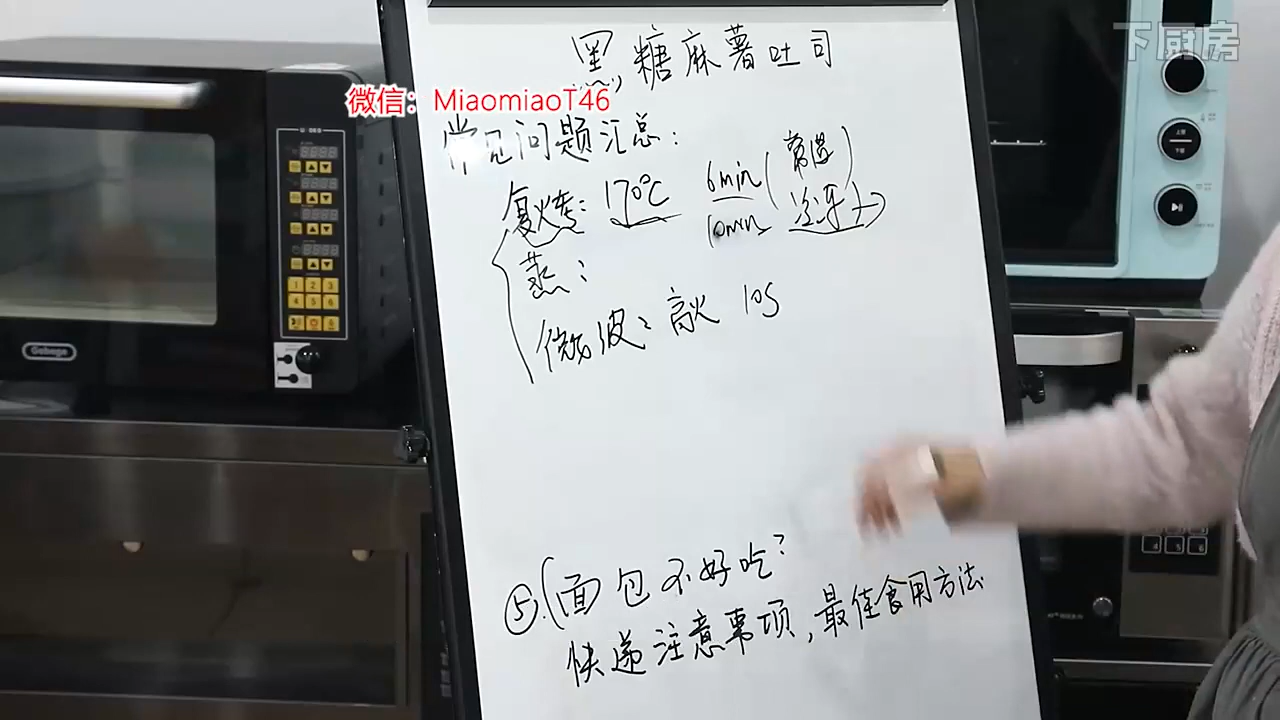 下厨房
黑糖麻薯吐司
微信：MiaomiaoT46
常见问题汇总：
复烤：170°C 6min（常温）
10min 冷冻
蒸：
微波：高火 10S
⑤.（面包不好吃？
快递注意事项，最佳食用方法
Gobege